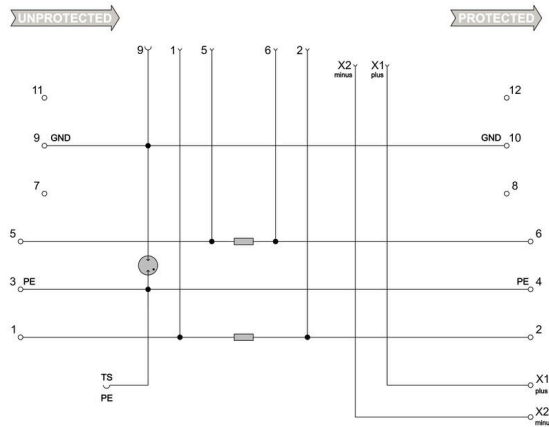 UNPROTECTED PROTECTED
9 1 5 6 2
X2 X1
minus plus
11 12
9 GND GND 10
7 8
5 6
3 PE PE 4
1 2
TS
PE
X1
plus
X2
minus